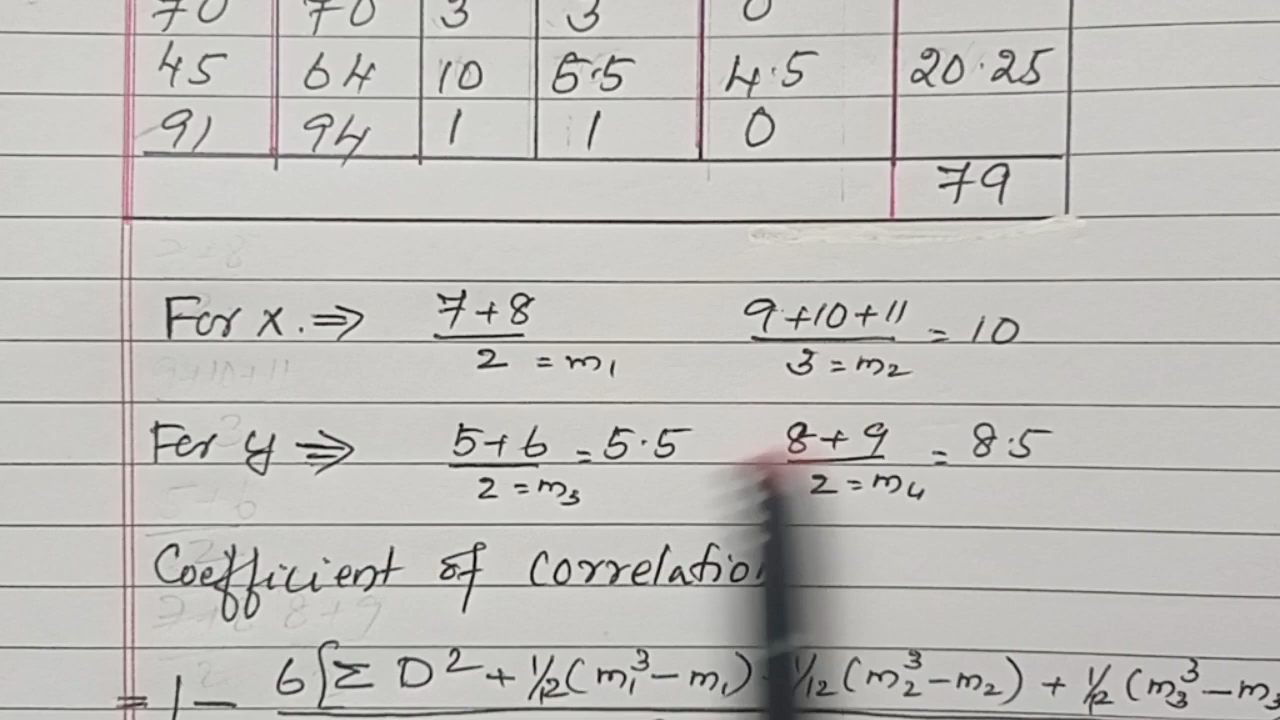 70 70 3 3 0
45 64 10 5.5 4.5 20.25
91 94 1 1 0
79
For x. ⇒ 7+8/2 = m₁ 9+10+11/3 = m₂ = 10
For y ⇒ 5+6/2 = m₃ = 5.5 8+9/2 = m₄ = 8.5
Coefficient of correlation
= 1 - 6[Σ D² + 1/12 (m₁³ - m₁) 1/12 (m₂³ - m₂) + 1/12 (m₃³ - m₃